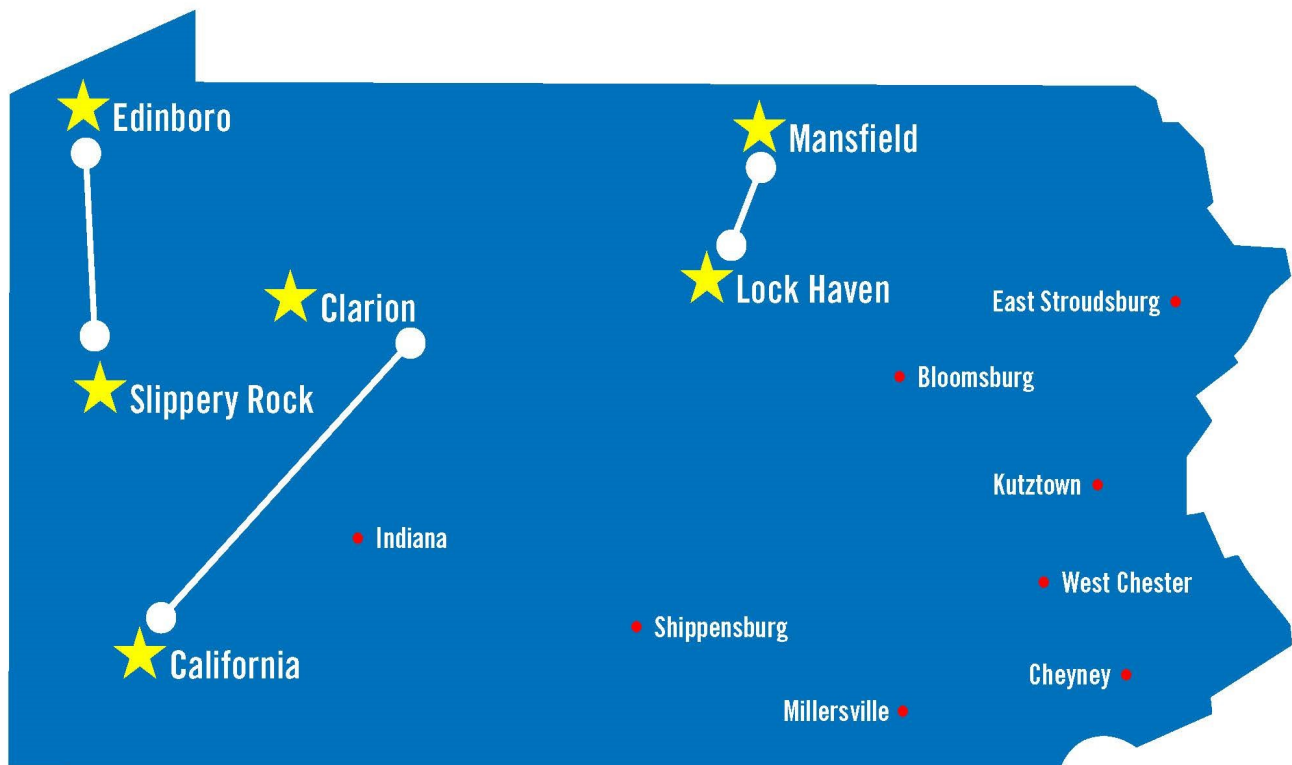 Edinboro
Mansfield
Lock Haven
Clarion
East Stroudsburg
Bloomsburg
Slippery Rock
Kutztown
Indiana
West Chester
Shippensburg
California
Cheyney
Millersville